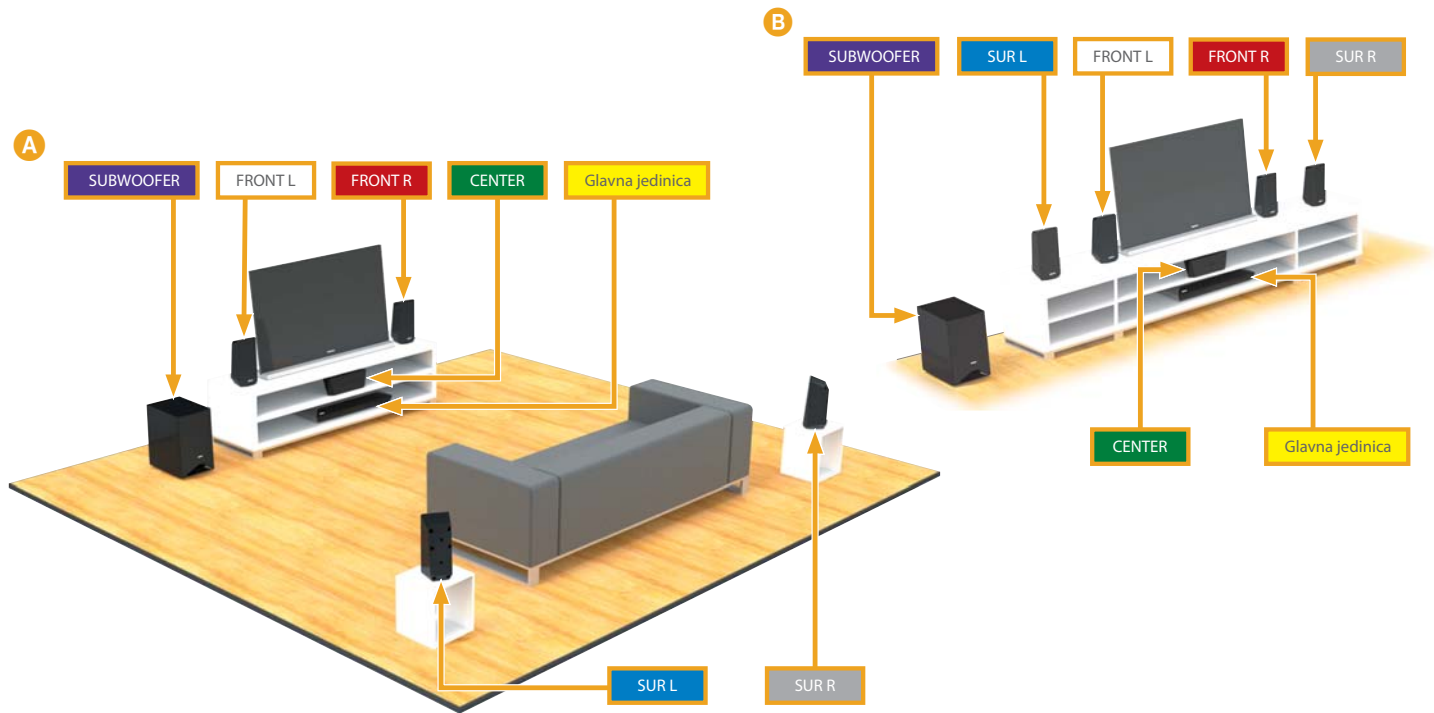 B
SUBWOOFER
SUR L
FRONT L
FRONT R
SUR R
A
SUBWOOFER
FRONT L
FRONT R
CENTER
Glavna jedinica
CENTER
Glavna jedinica
SUR L
SUR R